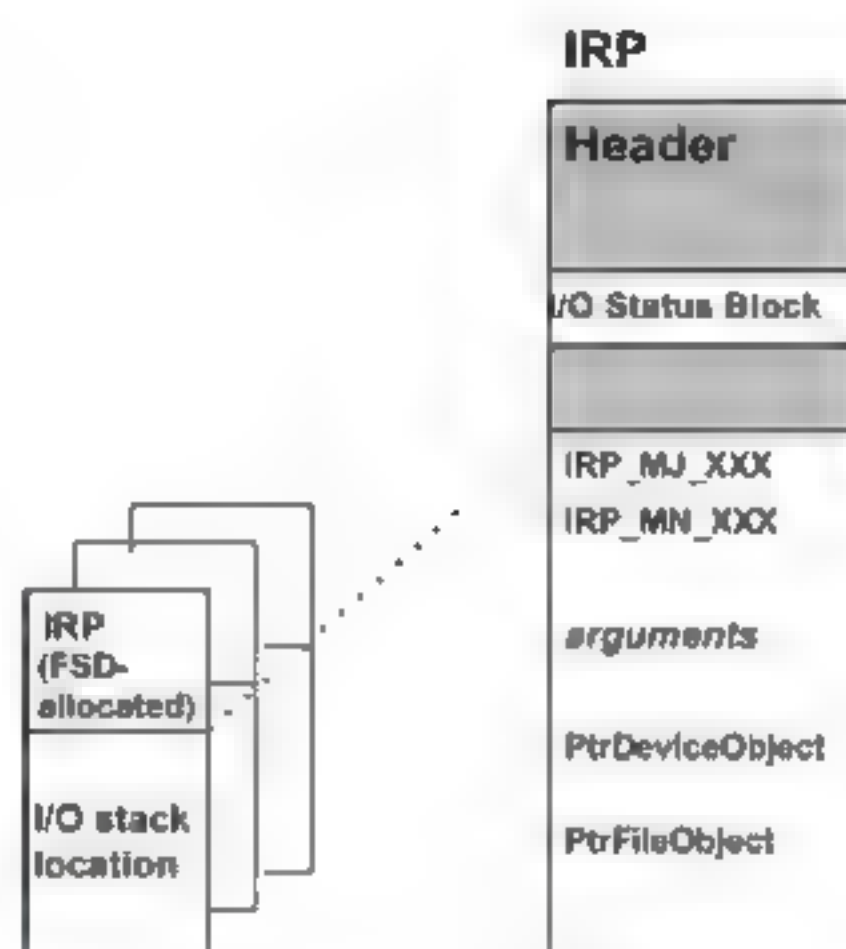 IRP
Header
I/O Status Block
IRP_MJ_XXX
IRP_MN_XXX
arguments
PtrDeviceObject
PtrFileObject
IRP
(FSD-
allocated)
I/O stack
location